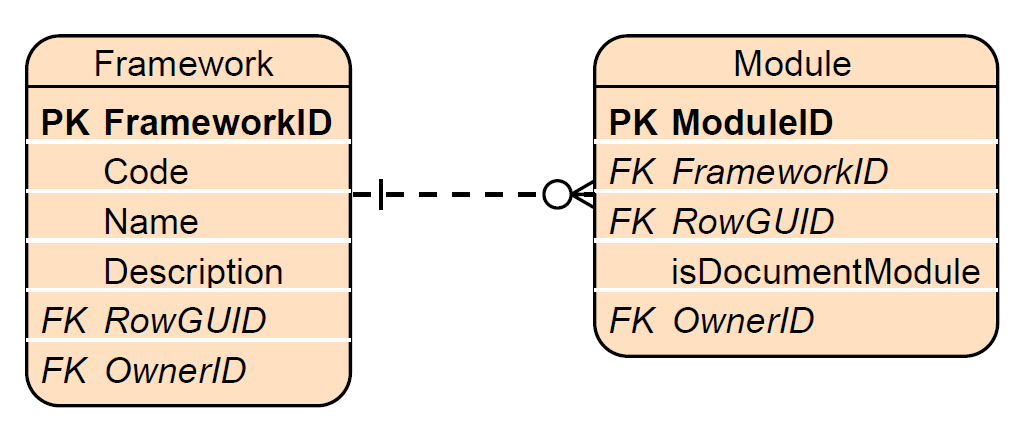 Framework
PK FrameworkID
Code
Name
Description
FK RowGUID
FK OwnerID
Module
PK ModuleID
FK FrameworkID
FK RowGUID
isDocumentModule
FK OwnerID